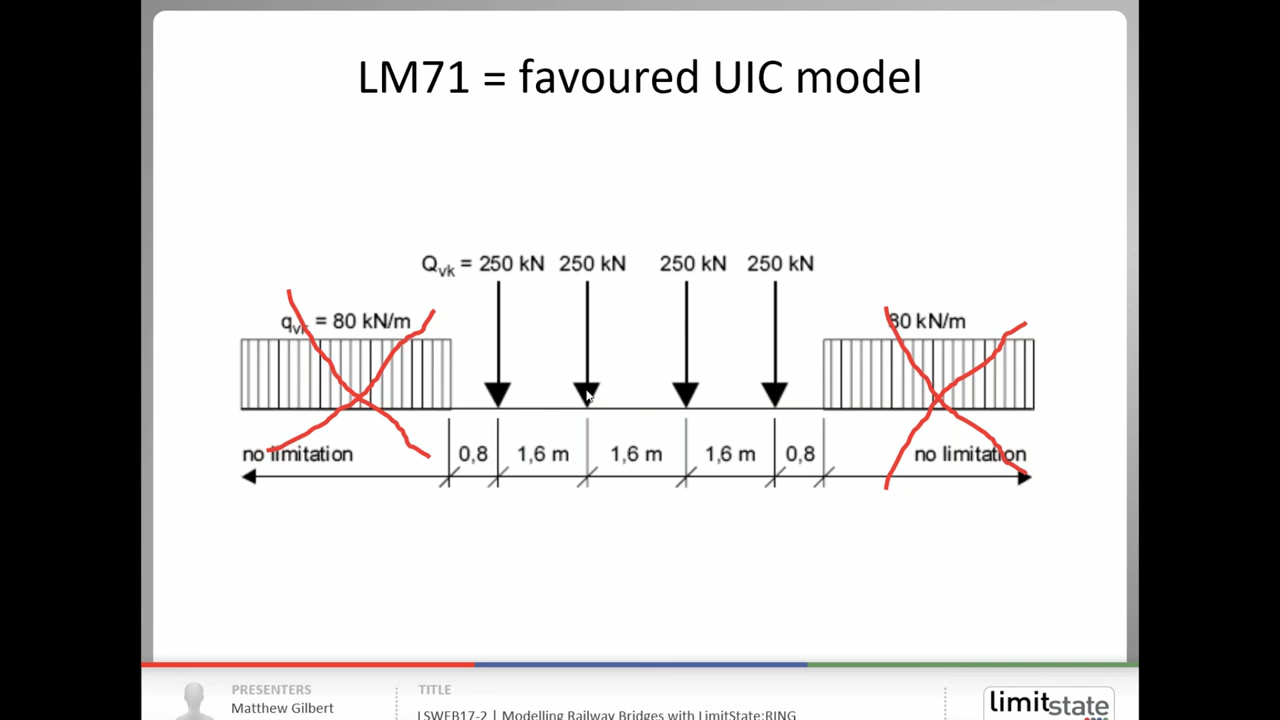 LM71 = favoured UIC model
Qvk = 250 kN 250 kN 250 kN 250 kN
qvk = 80 kN/m 80 kN/m
no limitation 0,8 1,6 m 1,6 m 1,6 m 0,8 no limitation
PRESENTERS
Matthew Gilbert
TITLE
LSWEB17-2 | Modelling Railway Bridges with LimitState:RING
limitstate